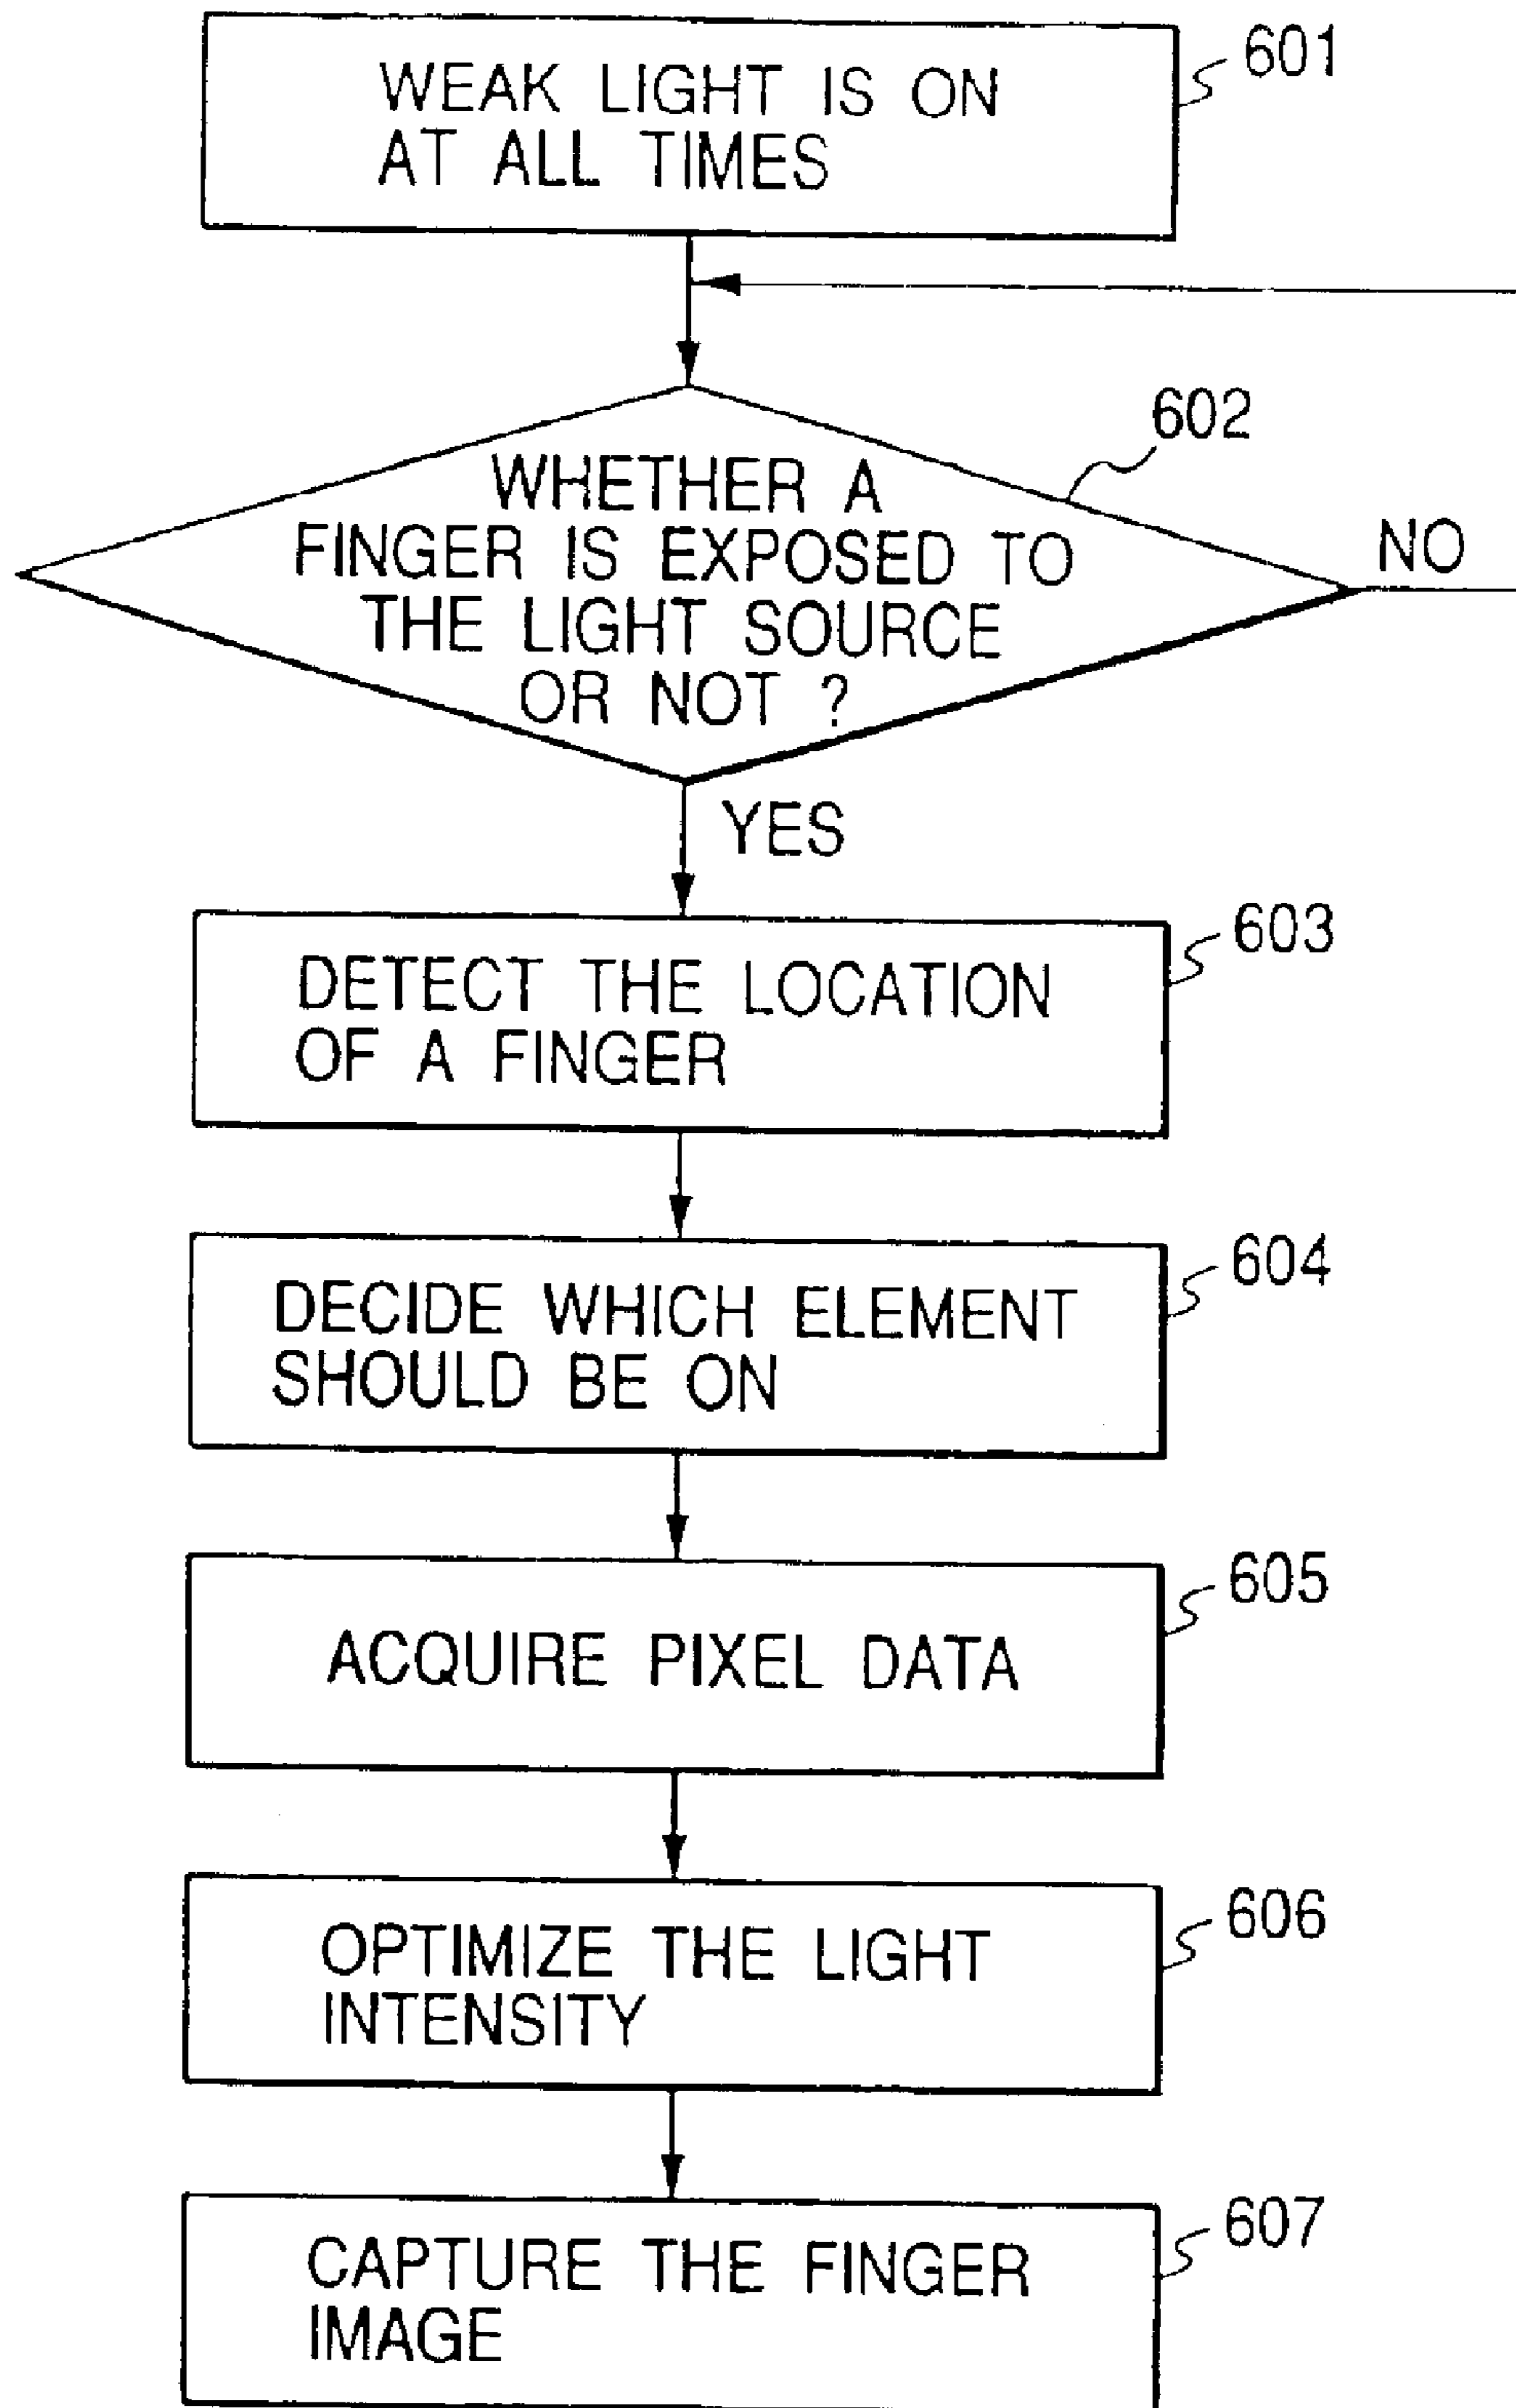 WEAK LIGHT IS ON
AT ALL TIMES
601
WHETHER A
FINGER IS EXPOSED TO
THE LIGHT SOURCE
OR NOT ?
602
NO
YES
DETECT THE LOCATION
OF A FINGER
603
DECIDE WHICH ELEMENT
SHOULD BE ON
604
ACQUIRE PIXEL DATA
605
OPTIMIZE THE LIGHT
INTENSITY
606
CAPTURE THE FINGER
IMAGE
607